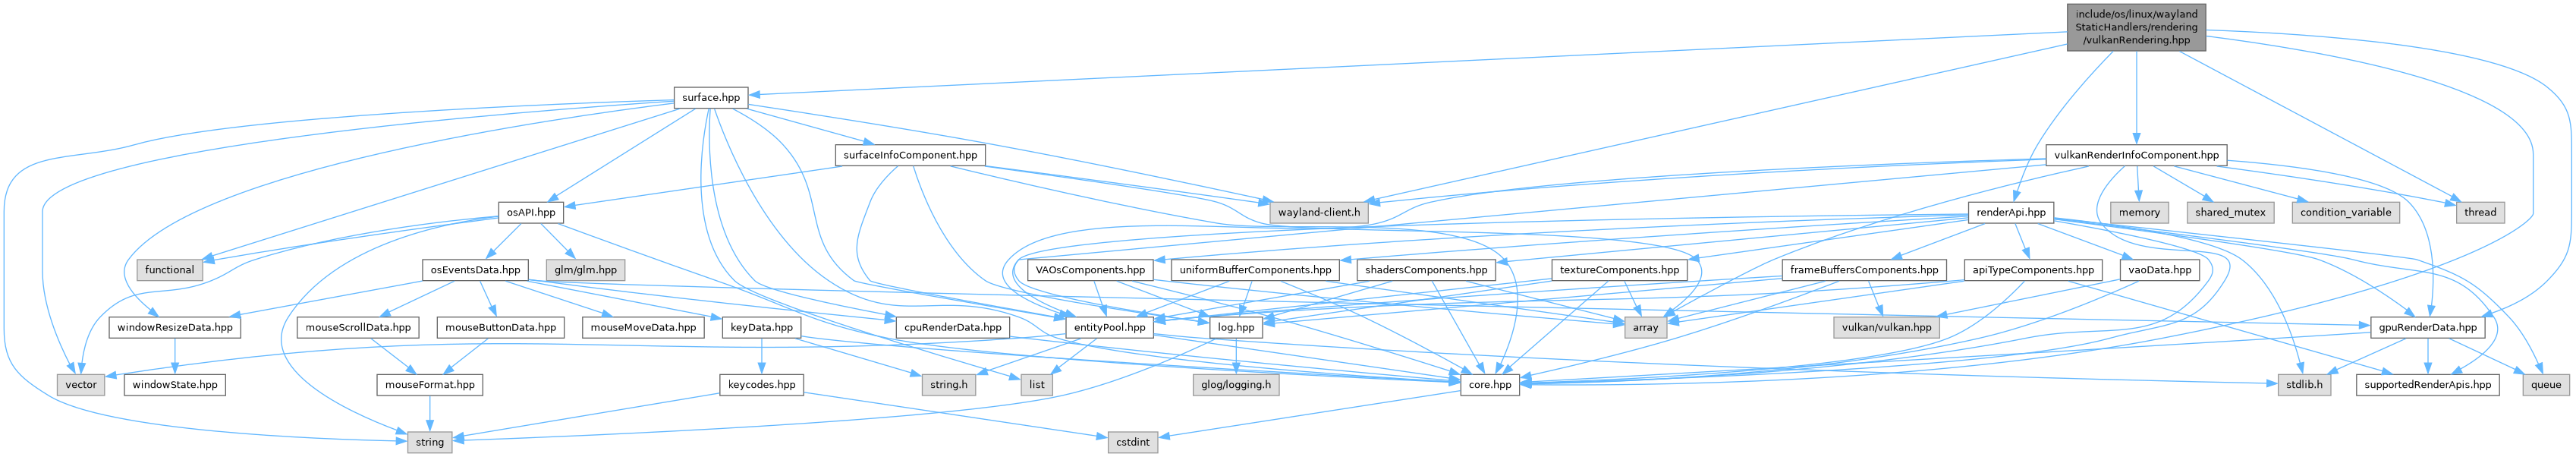 include/os/linux/wayland
StaticHandlers/rendering
/vulkanRendering.hpp
surface.hpp
surfaceInfoComponent.hpp
vulkanRenderInfoComponent.hpp
osAPI.hpp
wayland-client.h
renderApi.hpp
memory
shared_mutex
condition_variable
thread
functional
osEventsData.hpp
glm/glm.hpp
VAOsComponents.hpp
uniformBufferComponents.hpp
shadersComponents.hpp
textureComponents.hpp
frameBuffersComponents.hpp
apiTypeComponents.hpp
vaoData.hpp
windowResizeData.hpp
mouseScrollData.hpp
mouseButtonData.hpp
mouseMoveData.hpp
keyData.hpp
cpuRenderData.hpp
entityPool.hpp
log.hpp
array
vulkan/vulkan.hpp
gpuRenderData.hpp
vector
windowState.hpp
mouseFormat.hpp
keycodes.hpp
string.h
list
glog/logging.h
core.hpp
stdlib.h
supportedRenderApis.hpp
queue
string
cstdint